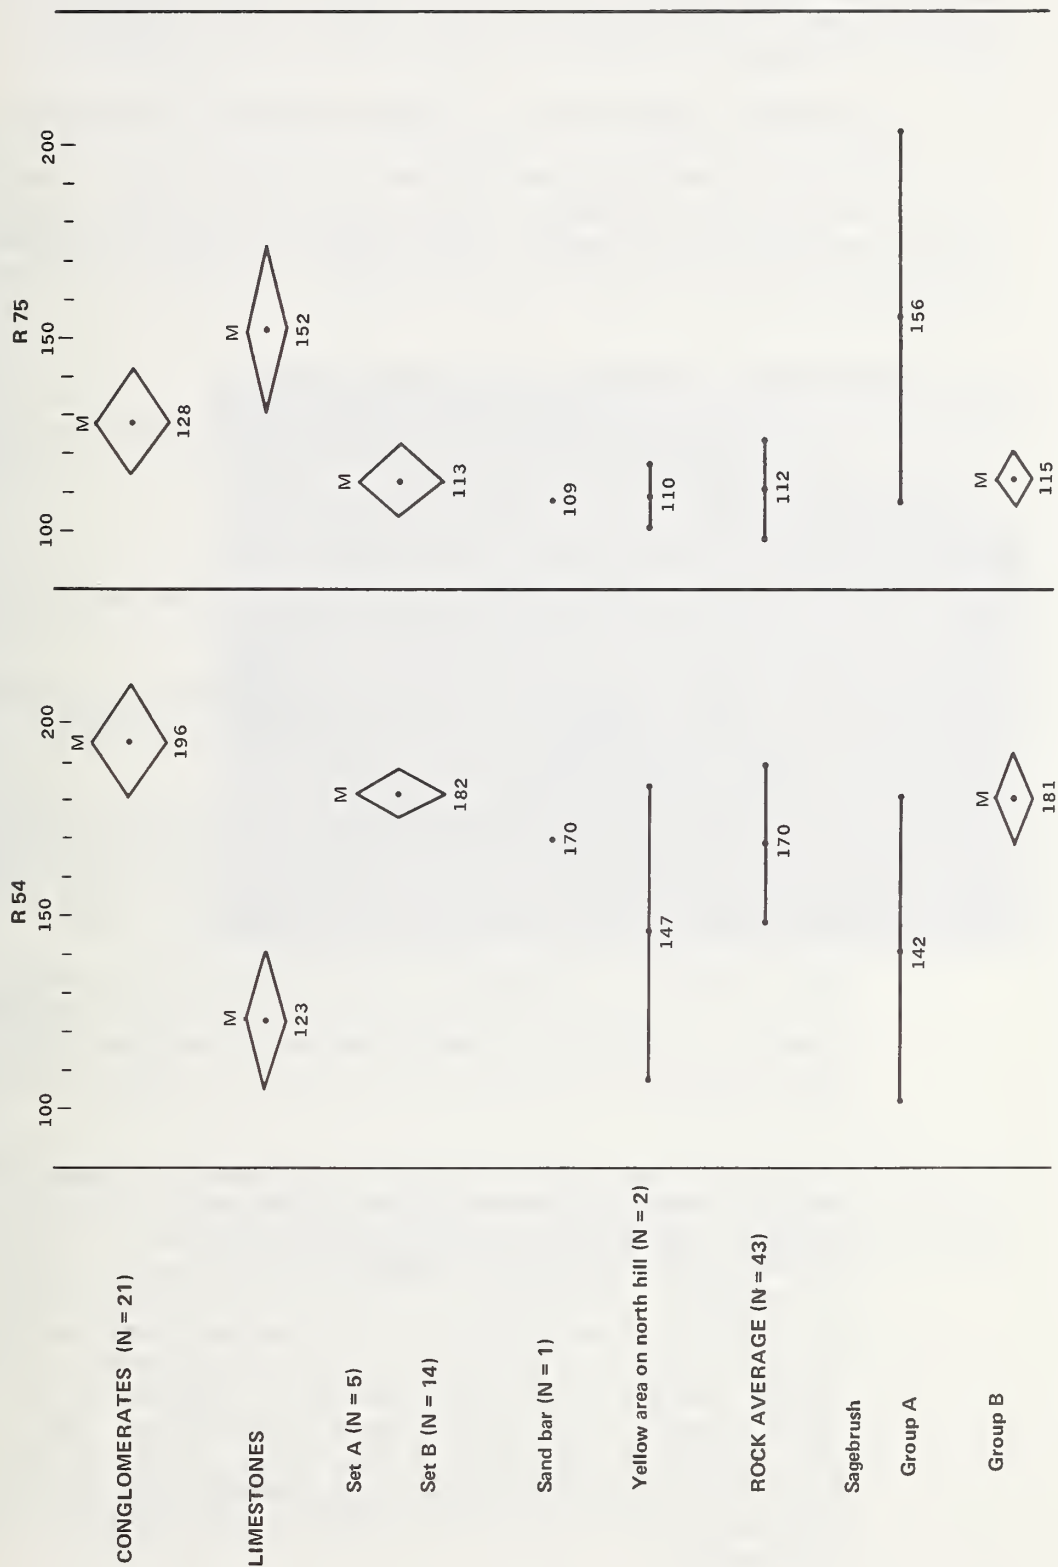 R 54 R 75
100 150 200 100 150 200
M M
CONGLOMERATES (N = 21)
196 128
M M
LIMESTONES
123 152
M M
Set A (N = 5)
Set B (N = 14)
182 113
Sand bar (N = 1)
170 109
Yellow area on north hill (N = 2)
147 110
ROCK AVERAGE (N = 43)
170 112
Sagebrush
Group A
142 156
M M
Group B
181 115